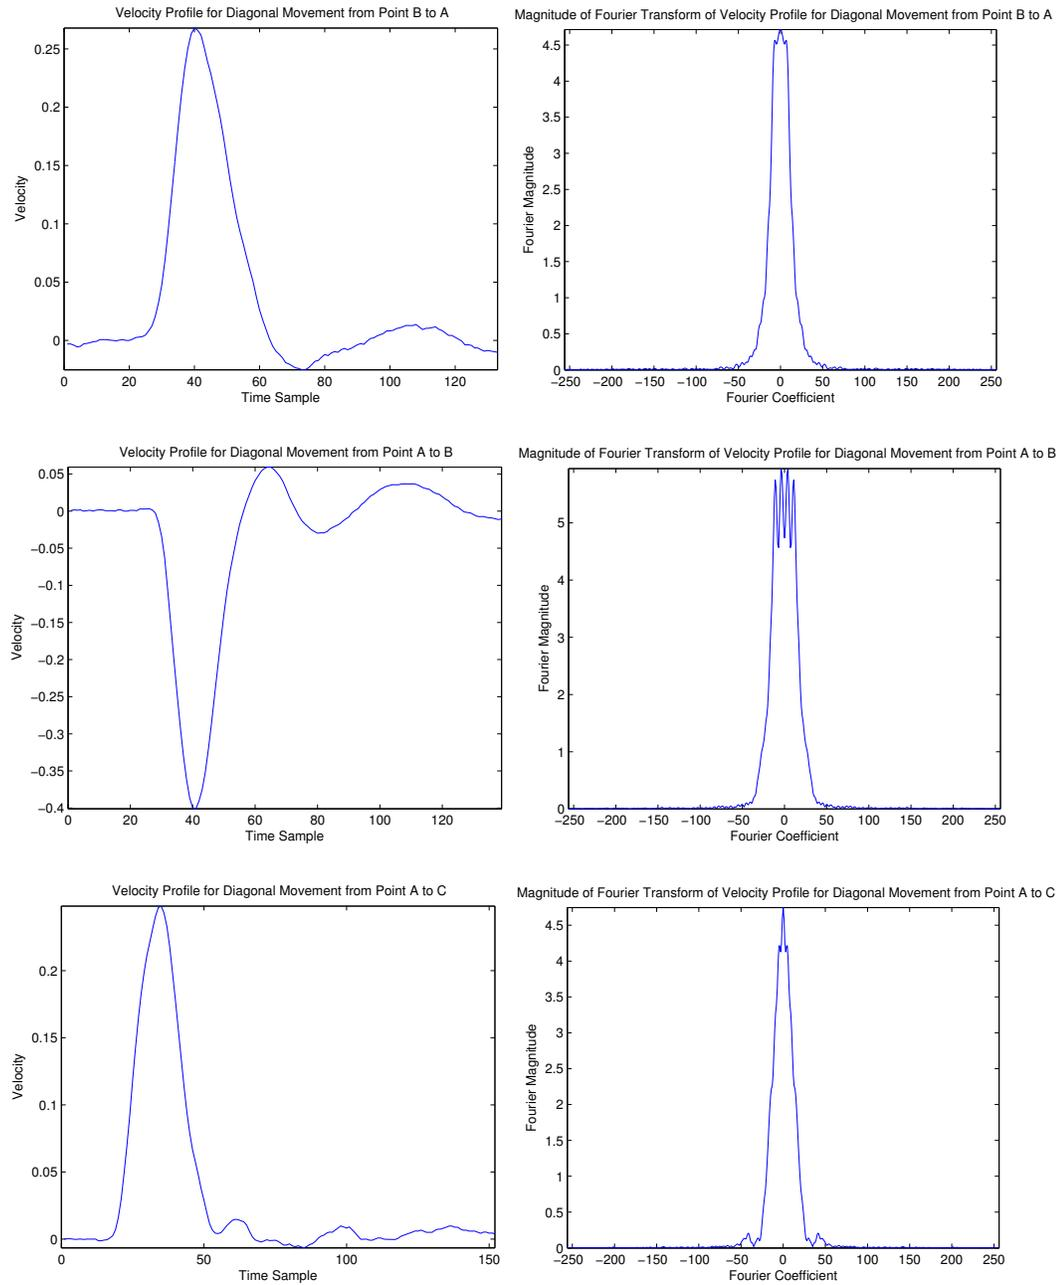 Velocity Profile for Diagonal Movement from Point B to A
0.25
0.2
0.15
0.1
0.05
0
Velocity
0 20 40 60 80 100 120
Time Sample
Magnitude of Fourier Transform of Velocity Profile for Diagonal Movement from Point B to A
4.5
4
3.5
3
2.5
2
1.5
1
0.5
0
Fourier Magnitude
−250 −200 −150 −100 −50 0 50 100 150 200 250
Fourier Coefficient
Velocity Profile for Diagonal Movement from Point A to B
0.05
0
−0.05
−0.1
−0.15
−0.2
−0.25
−0.3
−0.35
−0.4
Velocity
0 20 40 60 80 100 120
Time Sample
Magnitude of Fourier Transform of Velocity Profile for Diagonal Movement from Point A to B
5
4
3
2
1
0
Fourier Magnitude
−250 −200 −150 −100 −50 0 50 100 150 200 250
Fourier Coefficient
Velocity Profile for Diagonal Movement from Point A to C
0.2
0.15
0.1
0.05
0
Velocity
0 50 100 150
Time Sample
Magnitude of Fourier Transform of Velocity Profile for Diagonal Movement from Point A to C
4.5
4
3.5
3
2.5
2
1.5
1
0.5
0
Fourier Magnitude
−250 −200 −150 −100 −50 0 50 100 150 200 250
Fourier Coefficient